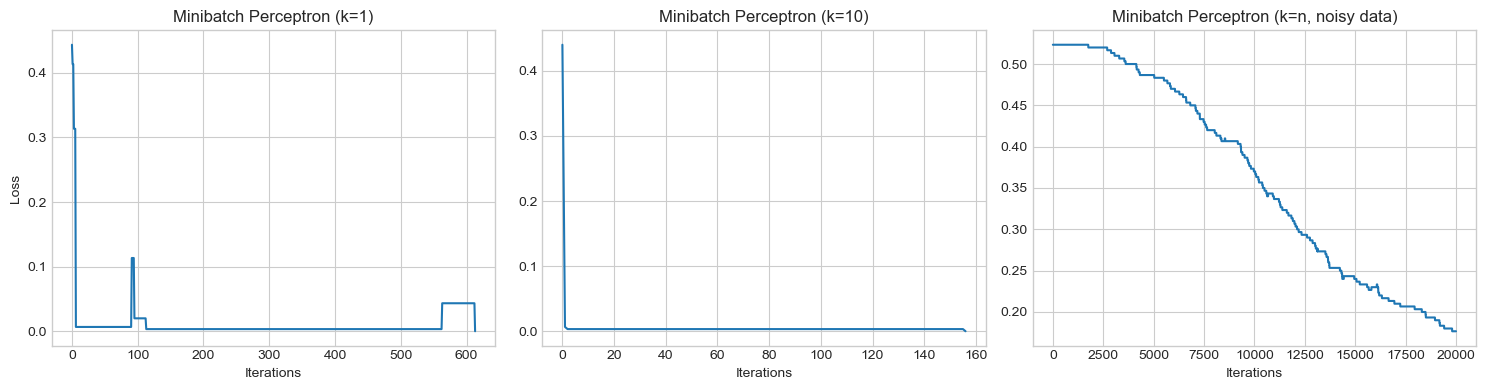 Minibatch Perceptron (k=1)
Loss
0.4
0.3
0.2
0.1
0.0
0 100 200 300 400 500 600
Iterations
Minibatch Perceptron (k=10)
0.4
0.3
0.2
0.1
0.0
0 20 40 60 80 100 120 140 160
Iterations
Minibatch Perceptron (k=n, noisy data)
0.50
0.45
0.40
0.35
0.30
0.25
0.20
0 2500 5000 7500 10000 12500 15000 17500 20000
Iterations